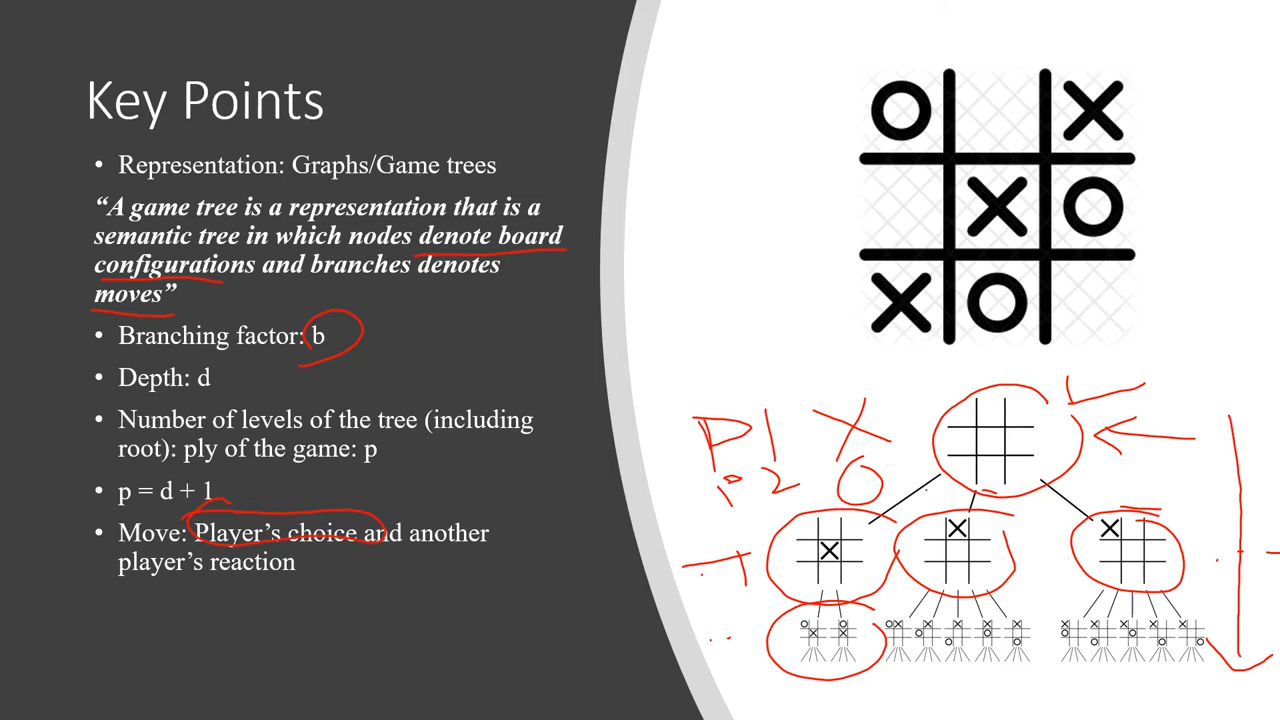 Key Points
• Representation: Graphs/Game trees
“A game tree is a representation that is a
semantic tree in which nodes denote board
configurations and branches denotes
moves”
• Branching factor: b
• Depth: d
• Number of levels of the tree (including
root): ply of the game: p
• p = d + 1
• Move: Player’s choice and another
player’s reaction
P1 X
P2 O